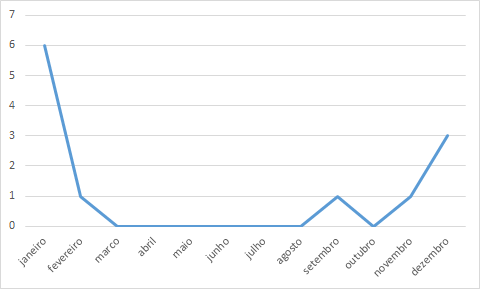 7
6
5
4
3
2
1
0
janeiro
fevereiro
marco
abril
maio
junho
julho
agosto
setembro
outubro
novembro
dezembro